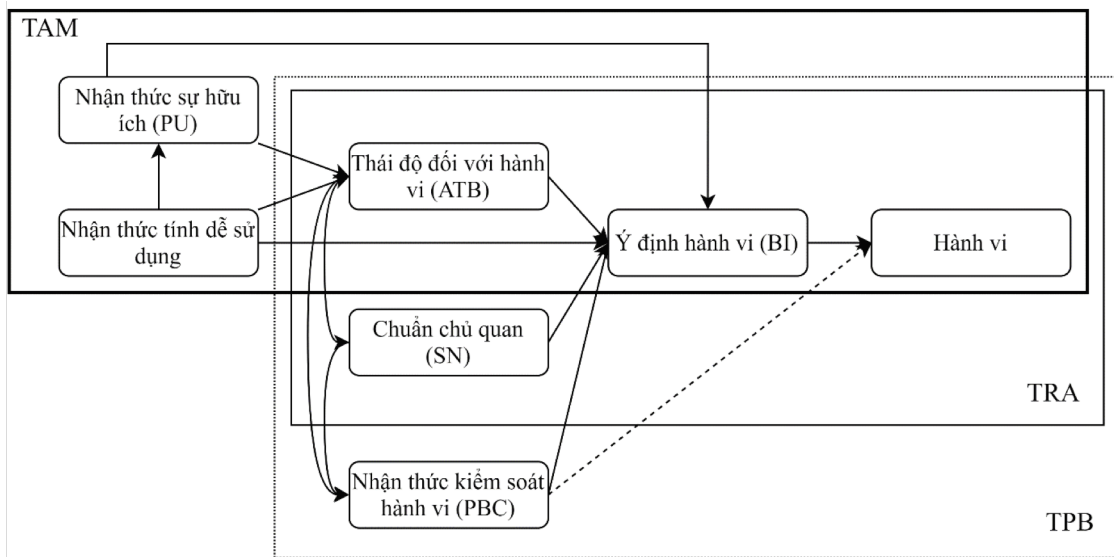 TAM
Nhận thức sự hữu
ích (PU)
Thái độ đối với hành
vi (ATB)
Nhận thức tính dễ sử
dụng
Ý định hành vi (BI)
Hành vi
Chuẩn chủ quan
(SN)
TRA
Nhận thức kiểm soát
hành vi (PBC)
TPB